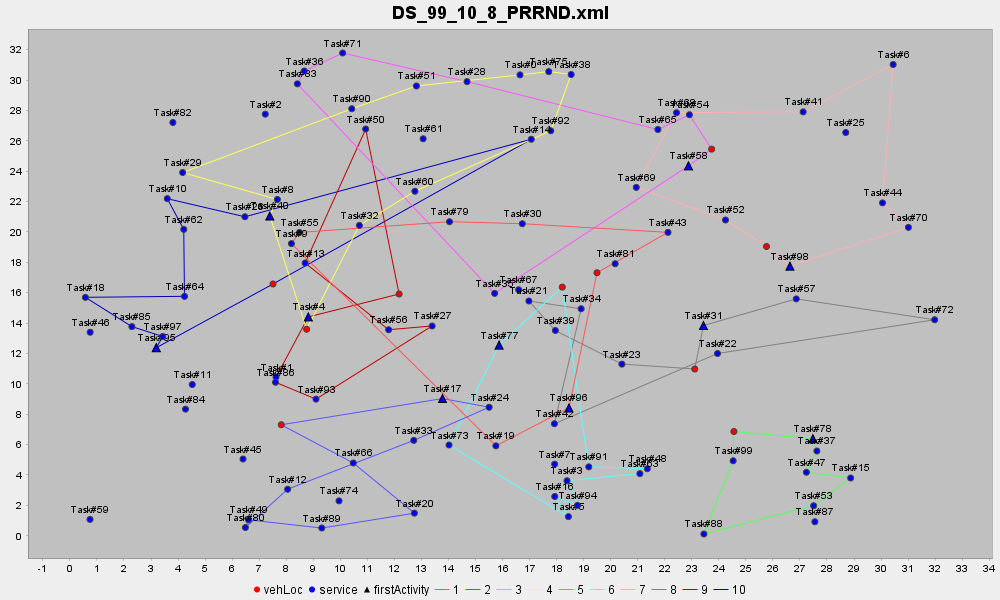 DS_99_10_8_PRRND.xml
32
30
28
26
24
22
20
18
16
14
12
10
8
6
4
2
0
Task#71
Task#36
Task#83
Task#51
Task#28
Task#0
Task#75
Task#38
Task#6
Task#2
Task#90
Task#82
Task#50
Task#61
Task#14
Task#92
Task#65
Task#54
Task#41
Task#25
Task#29
Task#58
Task#10
Task#8
Task#40
Task#60
Task#69
Task#44
Task#62
Task#55
Task#9
Task#32
Task#79
Task#30
Task#43
Task#52
Task#70
Task#13
Task#81
Task#98
Task#18
Task#64
Task#35
Task#67
Task#21
Task#34
Task#57
Task#4
Task#46
Task#85
Task#97
Task#95
Task#56
Task#27
Task#39
Task#77
Task#31
Task#72
Task#23
Task#22
Task#11
Task#1
Task#86
Task#93
Task#17
Task#24
Task#96
Task#84
Task#42
Task#33
Task#73
Task#19
Task#78
Task#37
Task#45
Task#66
Task#7
Task#91
Task#48
Task#63
Task#99
Task#47
Task#15
Task#12
Task#74
Task#3
Task#16
Task#94
Task#5
Task#53
Task#59
Task#49
Task#80
Task#89
Task#20
Task#88
Task#87
-1 0 1 2 3 4 5 6 7 8 9 10 11 12 13 14 15 16 17 18 19 20 21 22 23 24 25 26 27 28 29 30 31 32 33 34
vehLoc service firstActivity 1 2 3 4 5 6 7 8 9 10